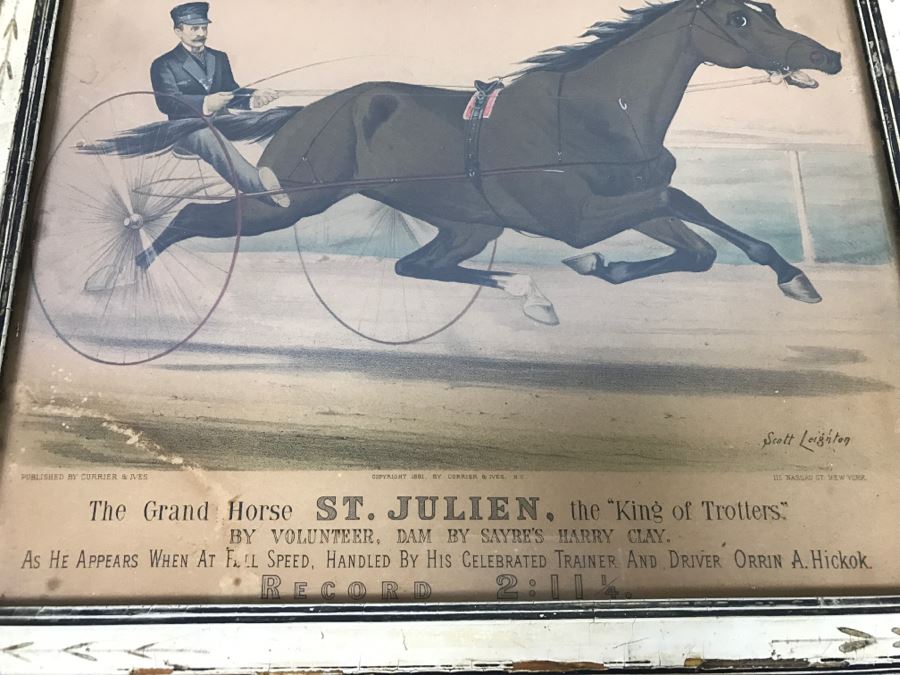 Scott Leighton
PUBLISHED BY CURRIER & IVES COPYRIGHT 1881, BY CURRIER & IVES, N.Y. 115 NASSAU ST. NEW YORK.
The Grand Horse ST. JULIEN, the "King of Trotters."
BY VOLUNTEER, DAM BY SAYRE'S HARRY CLAY.
AS HE APPEARS WHEN AT FULL SPEED, HANDLED BY HIS CELEBRATED TRAINER AND DRIVER ORRIN A. HICKOK.
RECORD 2:11¼.